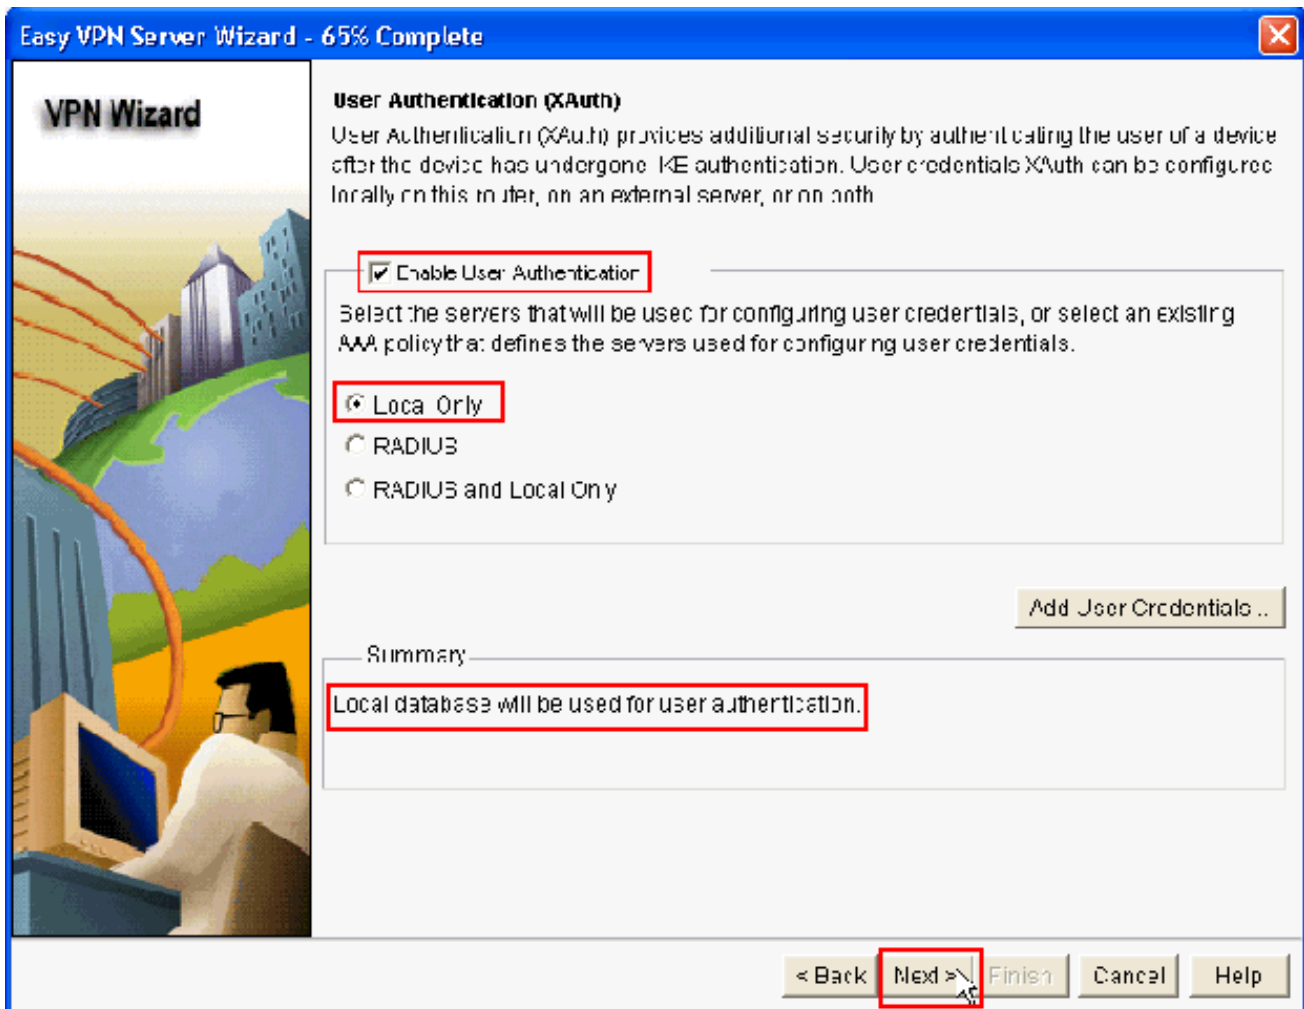 Easy VPN Server Wizard - 65% Complete
VPN Wizard
User Authentication (XAuth)
User Authentication (XAuth) provides additional security by authenticating the user of a device
after the device has undergone IKE authentication. User credentials XAuth can be configured
locally on this router, on an external server, or on both
Enable User Authentication
Select the servers that will be used for configuring user credentials, or select an existing
AAA policy that defines the servers used for configuring user credentials.
Local Only
RADIUS
RADIUS and Local Only
Add User Credentials...
Summary
Local database will be used for user authentication.
< Back Next > Finish Cancel Help